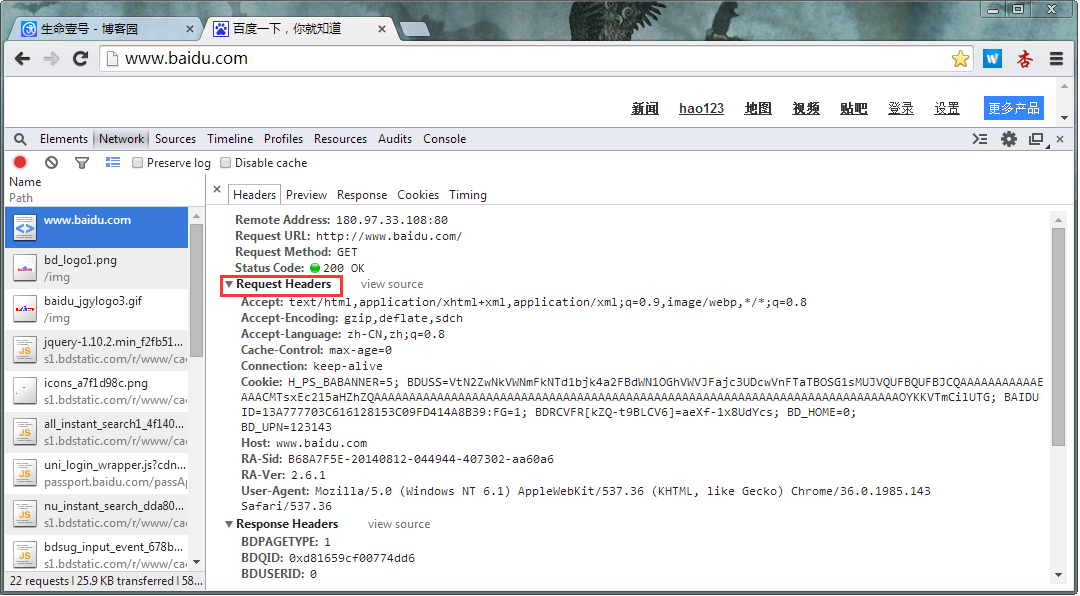 生命壹号 - 博客园
百度一下，你就知道
www.baidu.com
新闻 hao123 地图 视频 贴吧 登录 设置 更多产品
Elements Network Sources Timeline Profiles Resources Audits Console
Preserve log Disable cache
Name
Path
www.baidu.com
bd_logo1.png
/img
baidu_jgylogo3.gif
/img
jquery-1.10.2.min_f2fb51...
s1.bdstatic.com/r/www/cac
icons_a7f1d98c.png
s1.bdstatic.com/r/www/cac
all_instant_search1_4f140...
s1.bdstatic.com/r/www/cac
uni_login_wrapper.js?cdn...
passport.baidu.com/passAp
nu_instant_search_dda80...
s1.bdstatic.com/r/www/cac
bdsug_input_event_678b...
s1.bdstatic.com/r/www/cac
22 requests I 25.9 KB transferred I 58...
Headers Preview Response Cookies Timing
Remote Address: 180.97.33.108:80
Request URL: http://www.baidu.com/
Request Method: GET
Status Code: 200 OK
Request Headers view source
Accept: text/html,application/xhtml+xml,application/xml;q=0.9,image/webp,*/*;q=0.8
Accept-Encoding: gzip,deflate,sdch
Accept-Language: zh-CN,zh;q=0.8
Cache-Control: max-age=0
Connection: keep-alive
Cookie: H_PS_BABANNER=5; BDUSS=VtN2ZwNkVWNmFkNTd1bjk4a2FBdWN1OGhVWVJFajc3UDcwVnFTaTBOSG1sMUJVQUFBQUFBJCQAAAAAAAAAAAE
AAACMTsxEc215aHZhZQAAAAAAAAAAAAAAAAAAAAAAAAAAAAAAAAAAAAAAAAAAAAAAAAAAAAAAAAAAAAAAAAAAAAAAAOYKKVTmCilUTG; BAIDU
ID=13A777703C616128153C09FD414A8B39:FG=1; BDRCVFR[kZQ-t9BLCV6]=aeXf-1x8UdYcs; BD_HOME=0;
BD_UPN=123143
Host: www.baidu.com
RA-Sid: B68A7F5E-20140812-044944-407302-aa60a6
RA-Ver: 2.6.1
User-Agent: Mozilla/5.0 (Windows NT 6.1) AppleWebKit/537.36 (KHTML, like Gecko) Chrome/36.0.1985.143
Safari/537.36
Response Headers view source
BDPAGETYPE: 1
BDQID: 0xd81659cf00774dd6
BDUSERID: 0